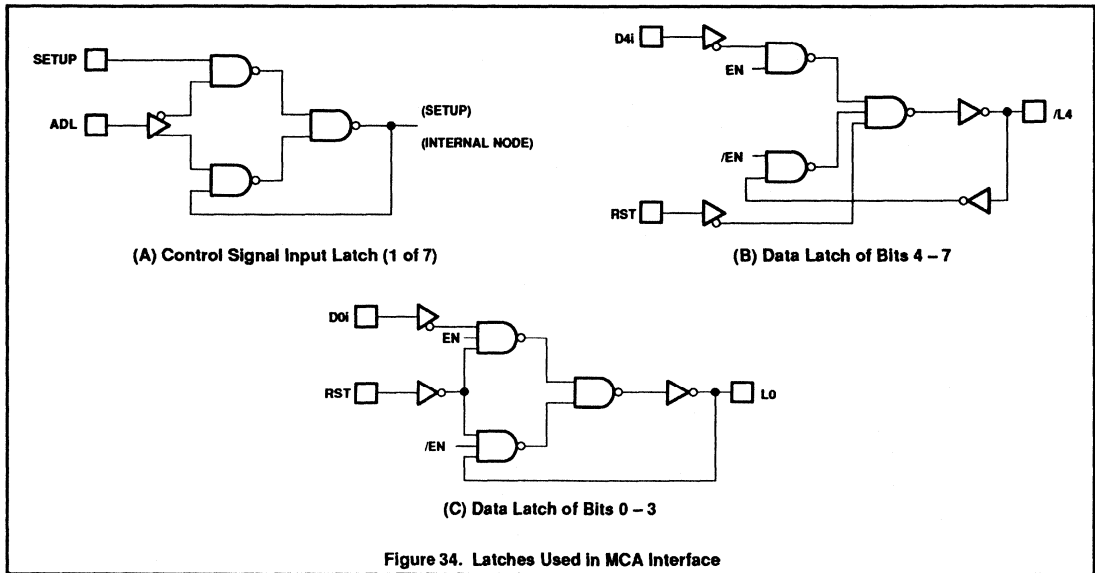 SETUP
ADL
(SETUP)
(INTERNAL NODE)
(A) Control Signal Input Latch (1 of 7)
D4i
EN
/EN
RST
/L4
(B) Data Latch of Bits 4 – 7
D0i
EN
RST
/EN
L0
(C) Data Latch of Bits 0 – 3
Figure 34. Latches Used in MCA Interface